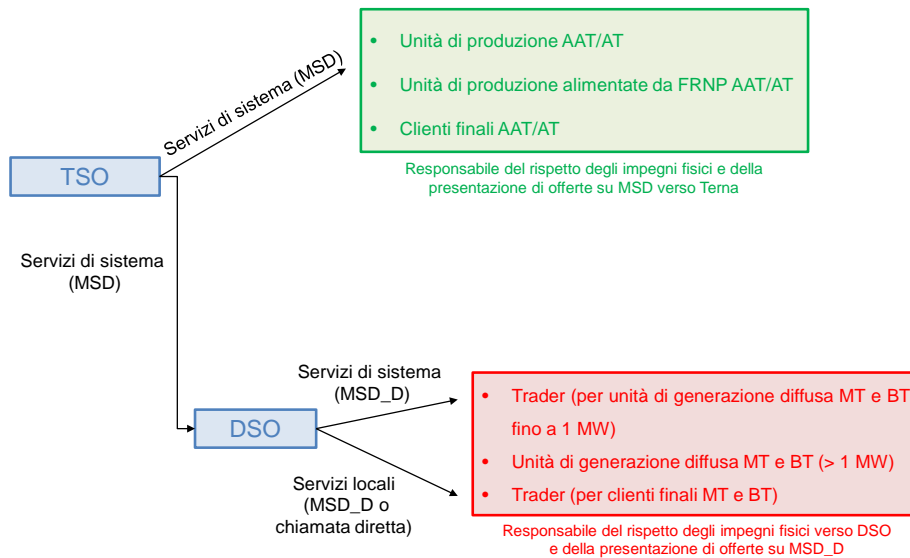 • Unità di produzione AAT/AT
• Unità di produzione alimentate da FRNP AAT/AT
• Clienti finali AAT/AT
Servizi di sistema (MSD)
Responsabile del rispetto degli impegni fisici e della
presentazione di offerte su MSD verso Terna
TSO
Servizi di sistema
(MSD)
Servizi di sistema
(MSD_D)
• Trader (per unità di generazione diffusa MT e BT
fino a 1 MW)
• Unità di generazione diffusa MT e BT (> 1 MW)
• Trader (per clienti finali MT e BT)
DSO
Servizi locali
(MSD_D o
chiamata diretta)
Responsabile del rispetto degli impegni fisici verso DSO
e della presentazione di offerte su MSD_D